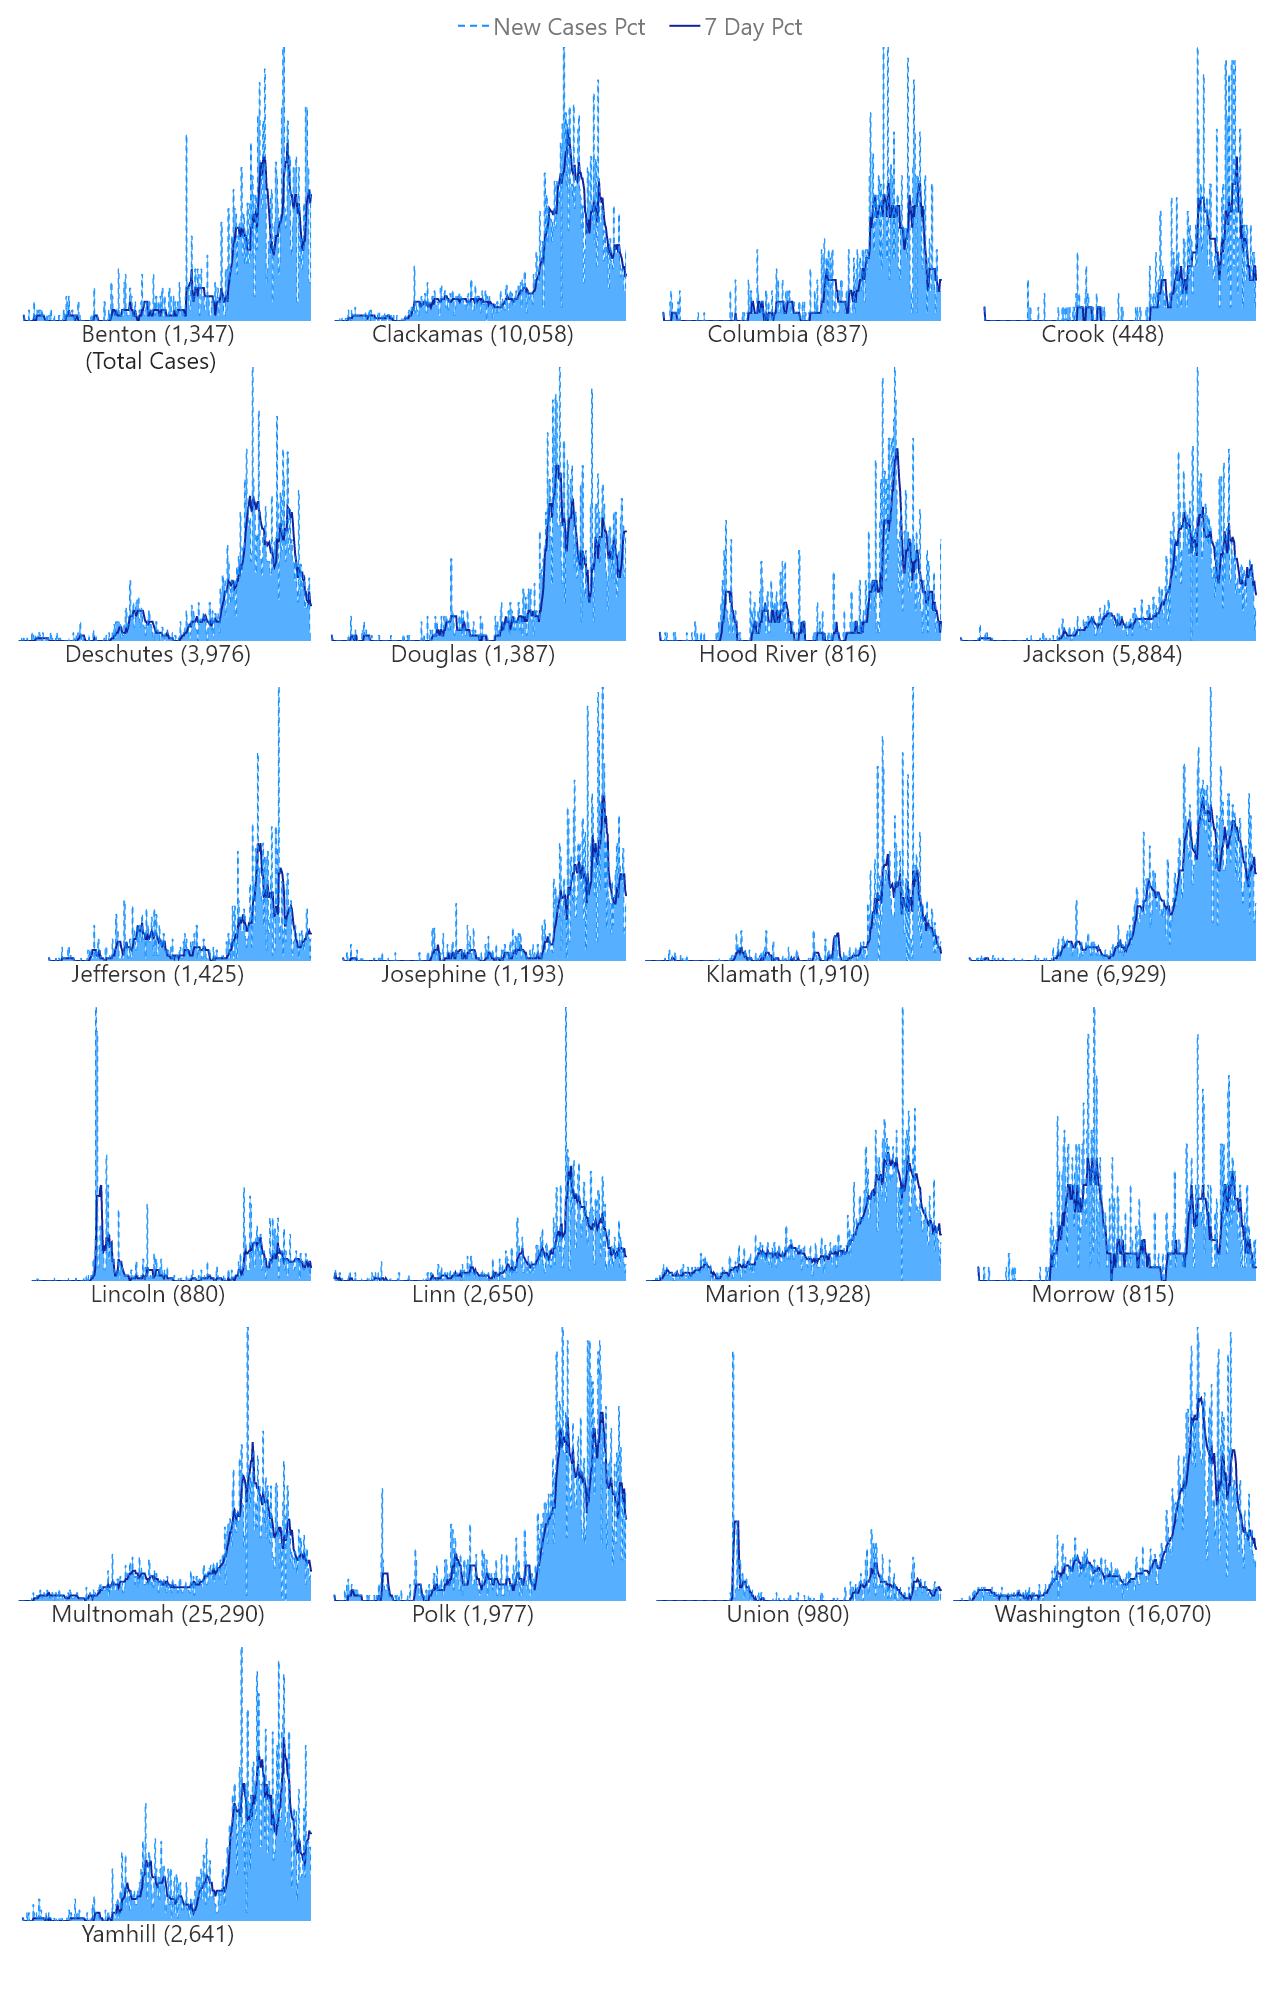 New Cases Pct 7 Day Pct
Benton (1,347) Clackamas (10,058) Columbia (837) Crook (448)
(Total Cases)
Deschutes (3,976) Douglas (1,387) Hood River (816) Jackson (5,884)
Jefferson (1,425) Josephine (1,193) Klamath (1,910) Lane (6,929)
Lincoln (880) Linn (2,650) Marion (13,928) Morrow (815)
Multnomah (25,290) Polk (1,977) Union (980) Washington (16,070)
Yamhill (2,641)